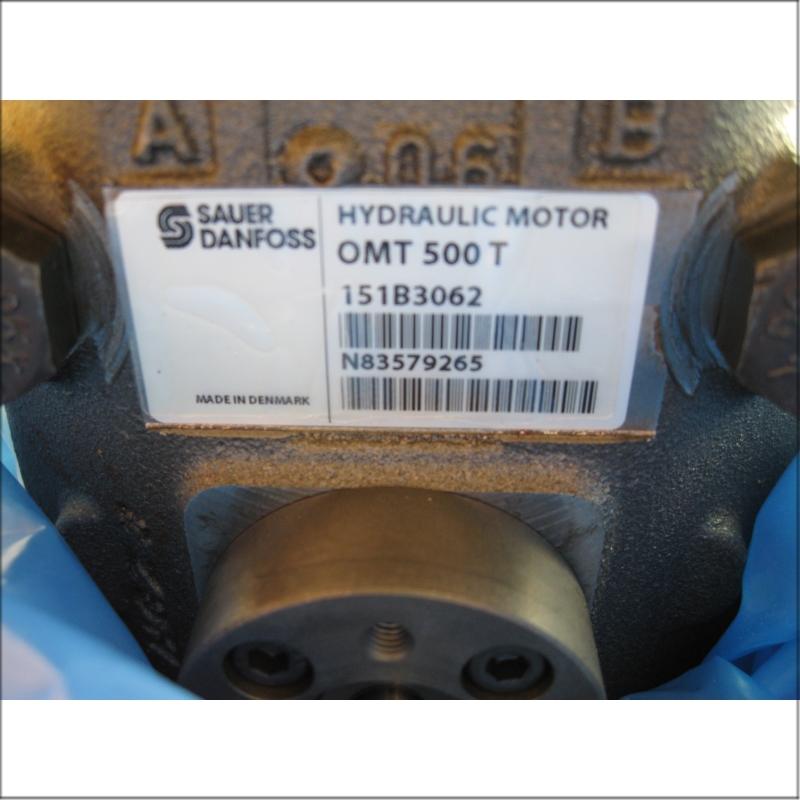 A B
SAUER
DANFOSS
HYDRAULIC MOTOR
OMT 500 T
151B3062
N83579265
MADE IN DENMARK